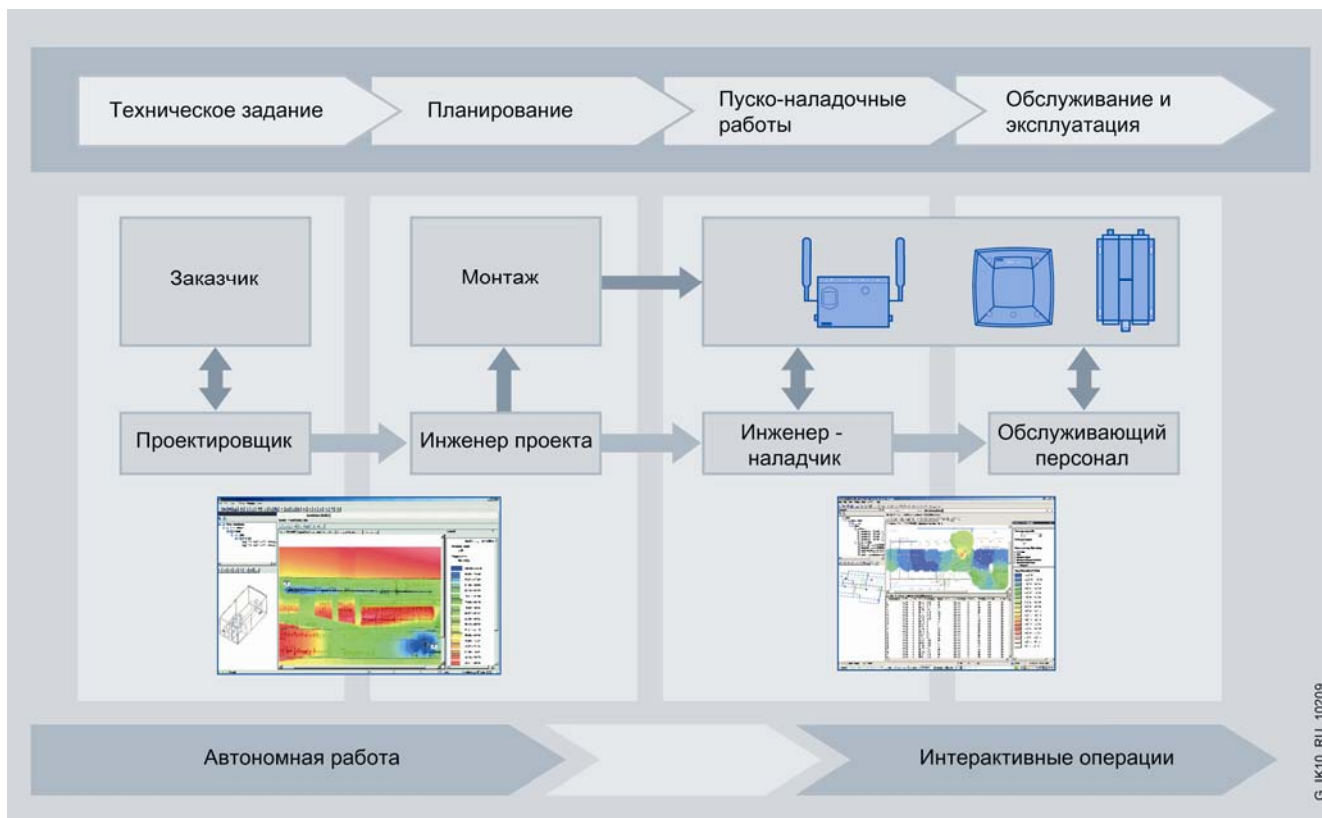 Техническое задание
Планирование
Пуско-наладочные
работы
Обслуживание и
эксплуатация
Заказчик
Монтаж
Проектировщик
Инженер проекта
Инженер -
наладчик
Обслуживающий
персонал
Автономная работа
Интерактивные операции
G_IK10_RU_10209